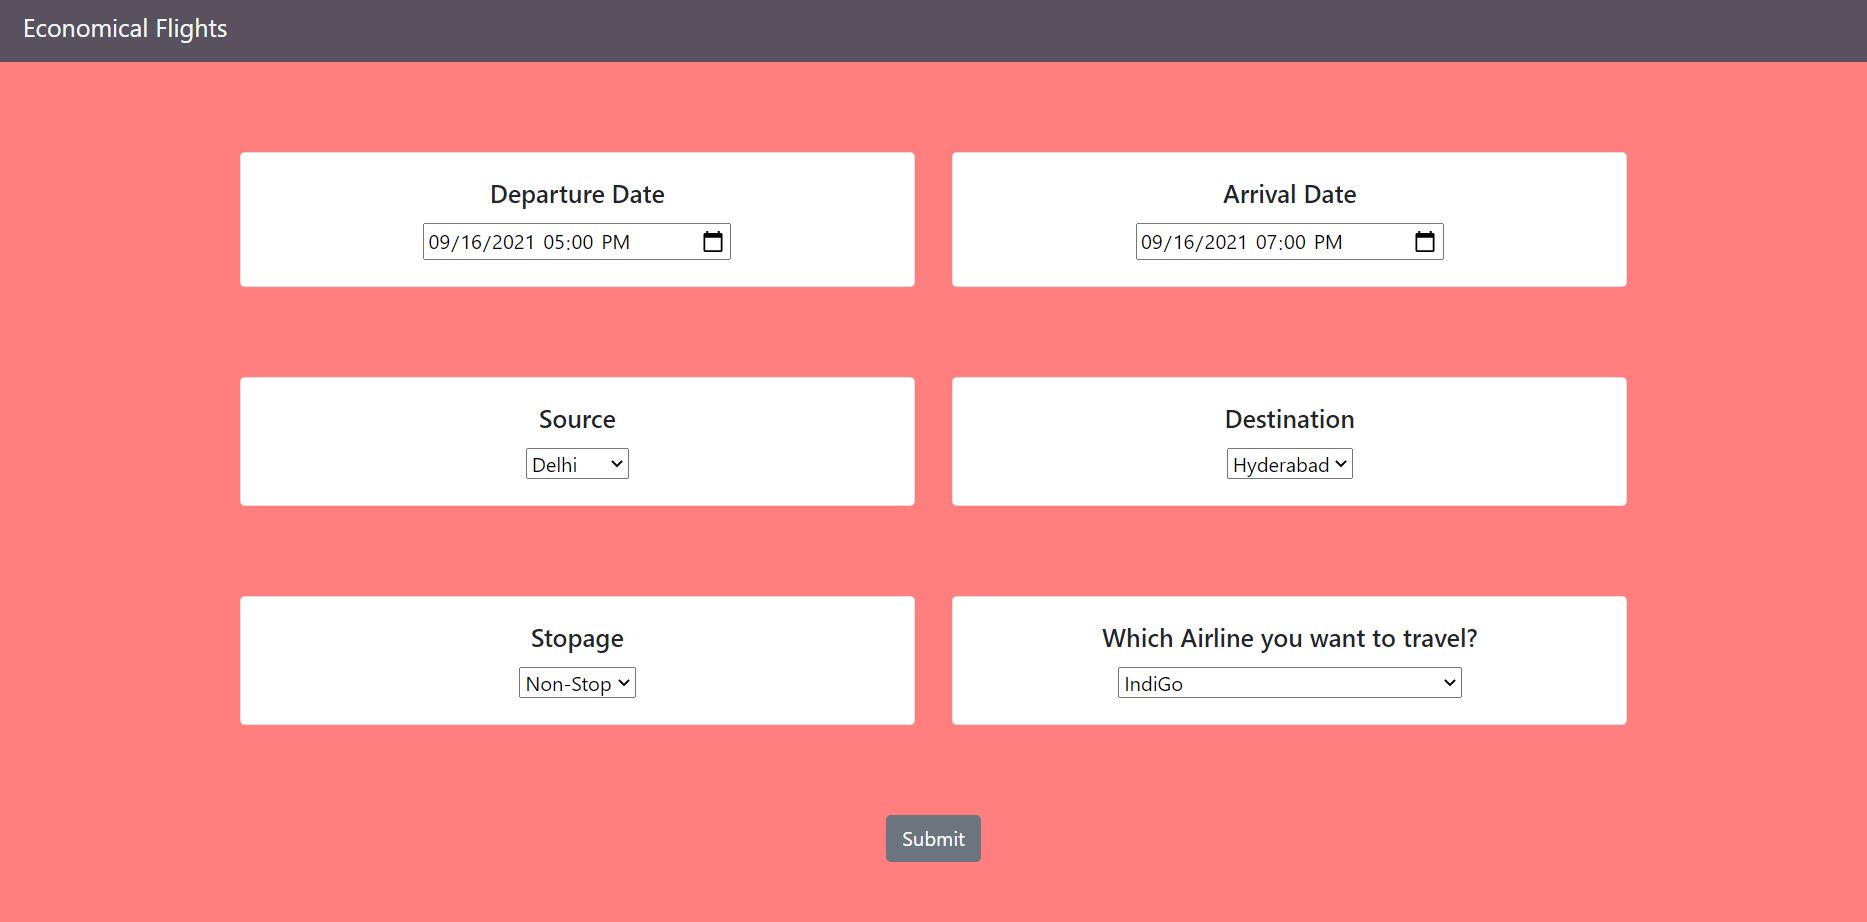 Economical Flights
Departure Date
09/16/2021 05:00 PM
Arrival Date
09/16/2021 07:00 PM
Source
Delhi
Destination
Hyderabad
Stopage
Non-Stop
Which Airline you want to travel?
IndiGo
Submit